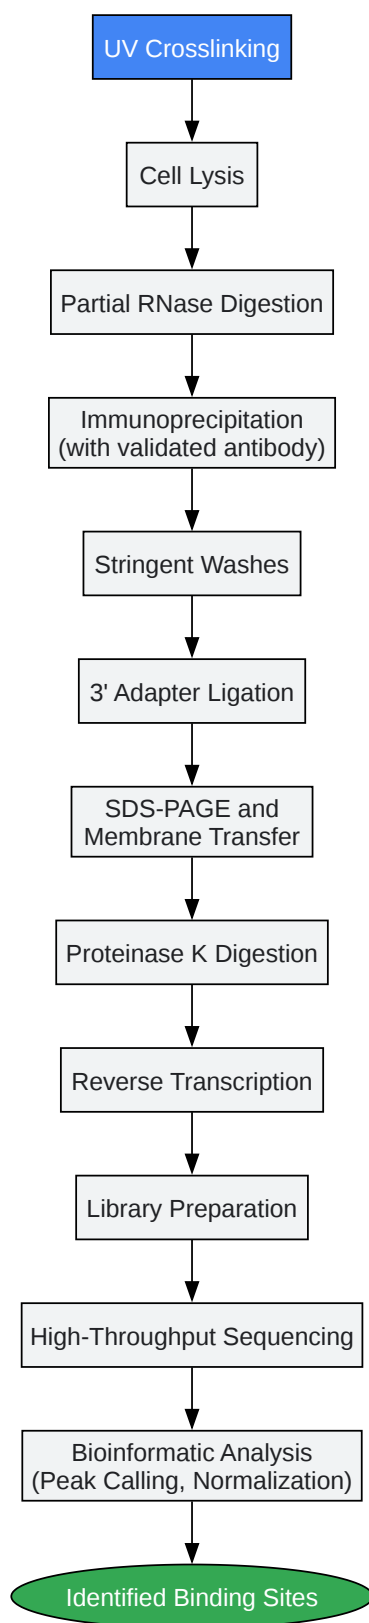 UV Crosslinking
Cell Lysis
Partial RNase Digestion
Immunoprecipitation
(with validated antibody)
Stringent Washes
3' Adapter Ligation
SDS-PAGE and
Membrane Transfer
Proteinase K Digestion
Reverse Transcription
Library Preparation
High-Throughput Sequencing
Bioinformatic Analysis
(Peak Calling, Normalization)
Identified Binding Sites